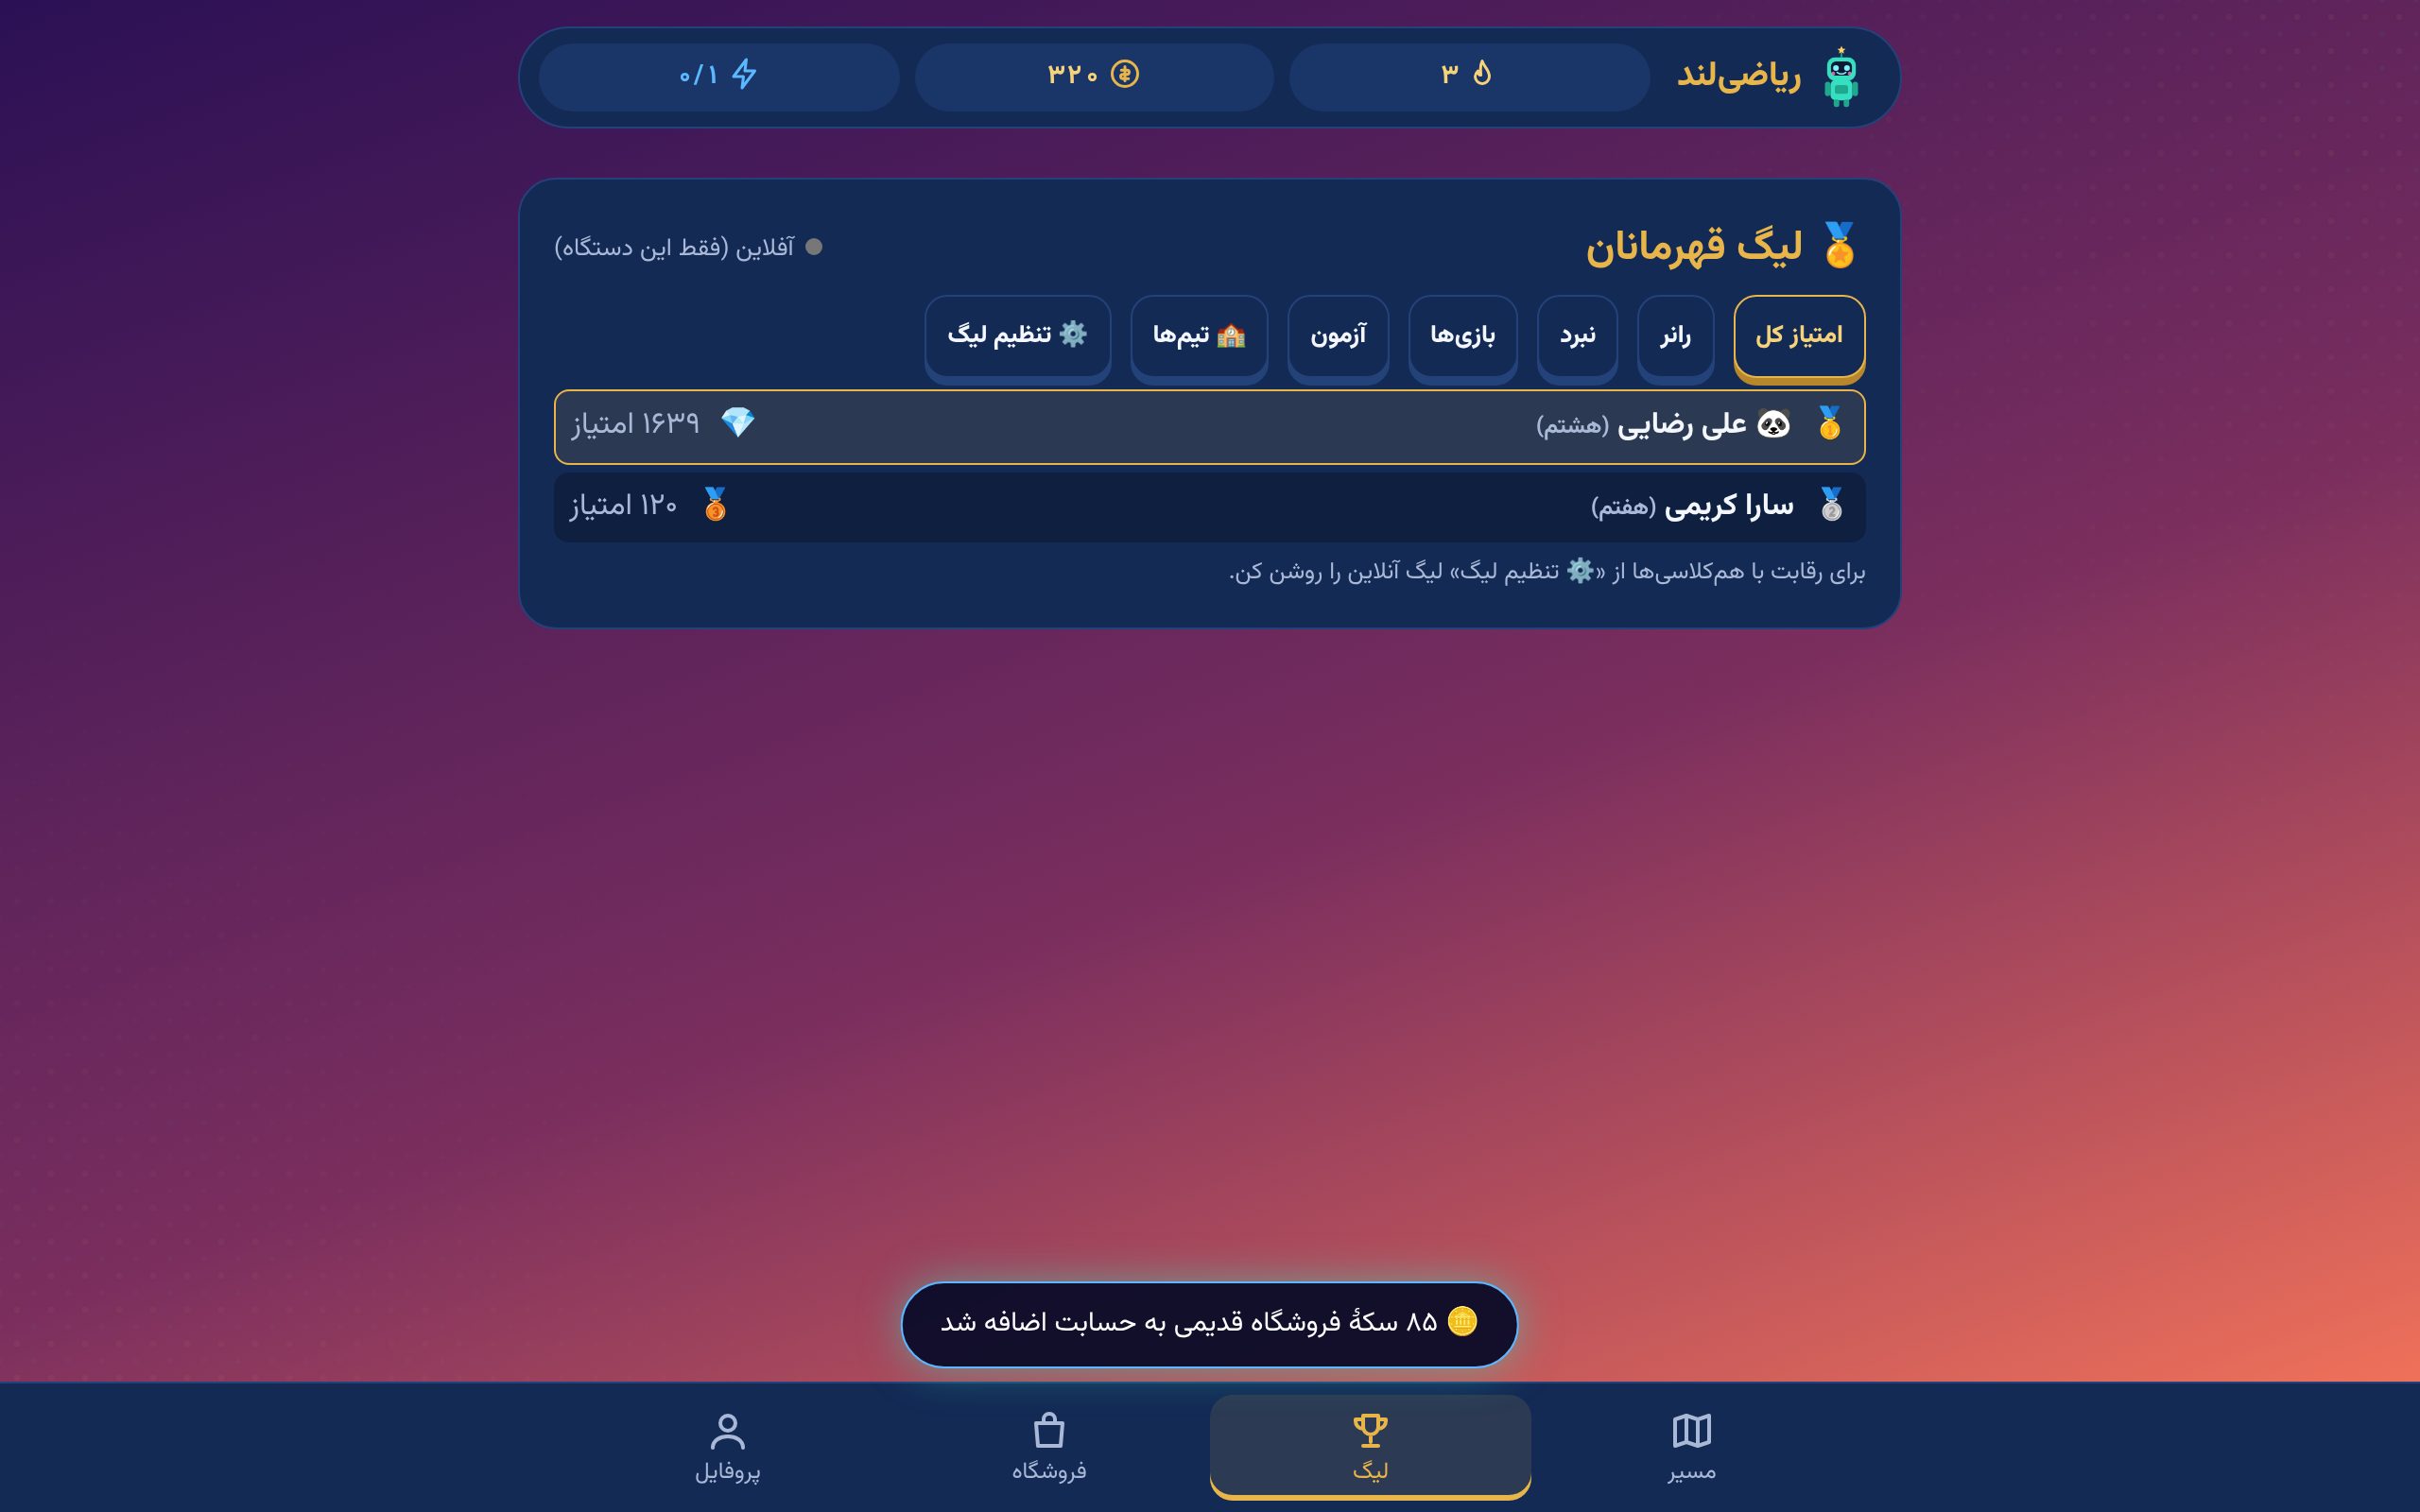 ریاضی‌لند
۳
۳۲۰
۰/۱
🏅 لیگ قهرمانان
آفلاین (فقط این دستگاه)
امتیاز کل
رانر
نبرد
بازی‌ها
آزمون
🏫 تیم‌ها
⚙️ تنظیم لیگ
🥇 🐼 علی رضایی (هشتم) 💎 ۱۶۳۹ امتیاز
🥈 سارا کریمی (هفتم) 🥉 ۱۲۰ امتیاز
برای رقابت با هم‌کلاسی‌ها از «⚙️ تنظیم لیگ» لیگ آنلاین را روشن کن.
🪙 ۸۵ سکهٔ فروشگاه قدیمی به حسابت اضافه شد
مسیر
لیگ
فروشگاه
پروفایل